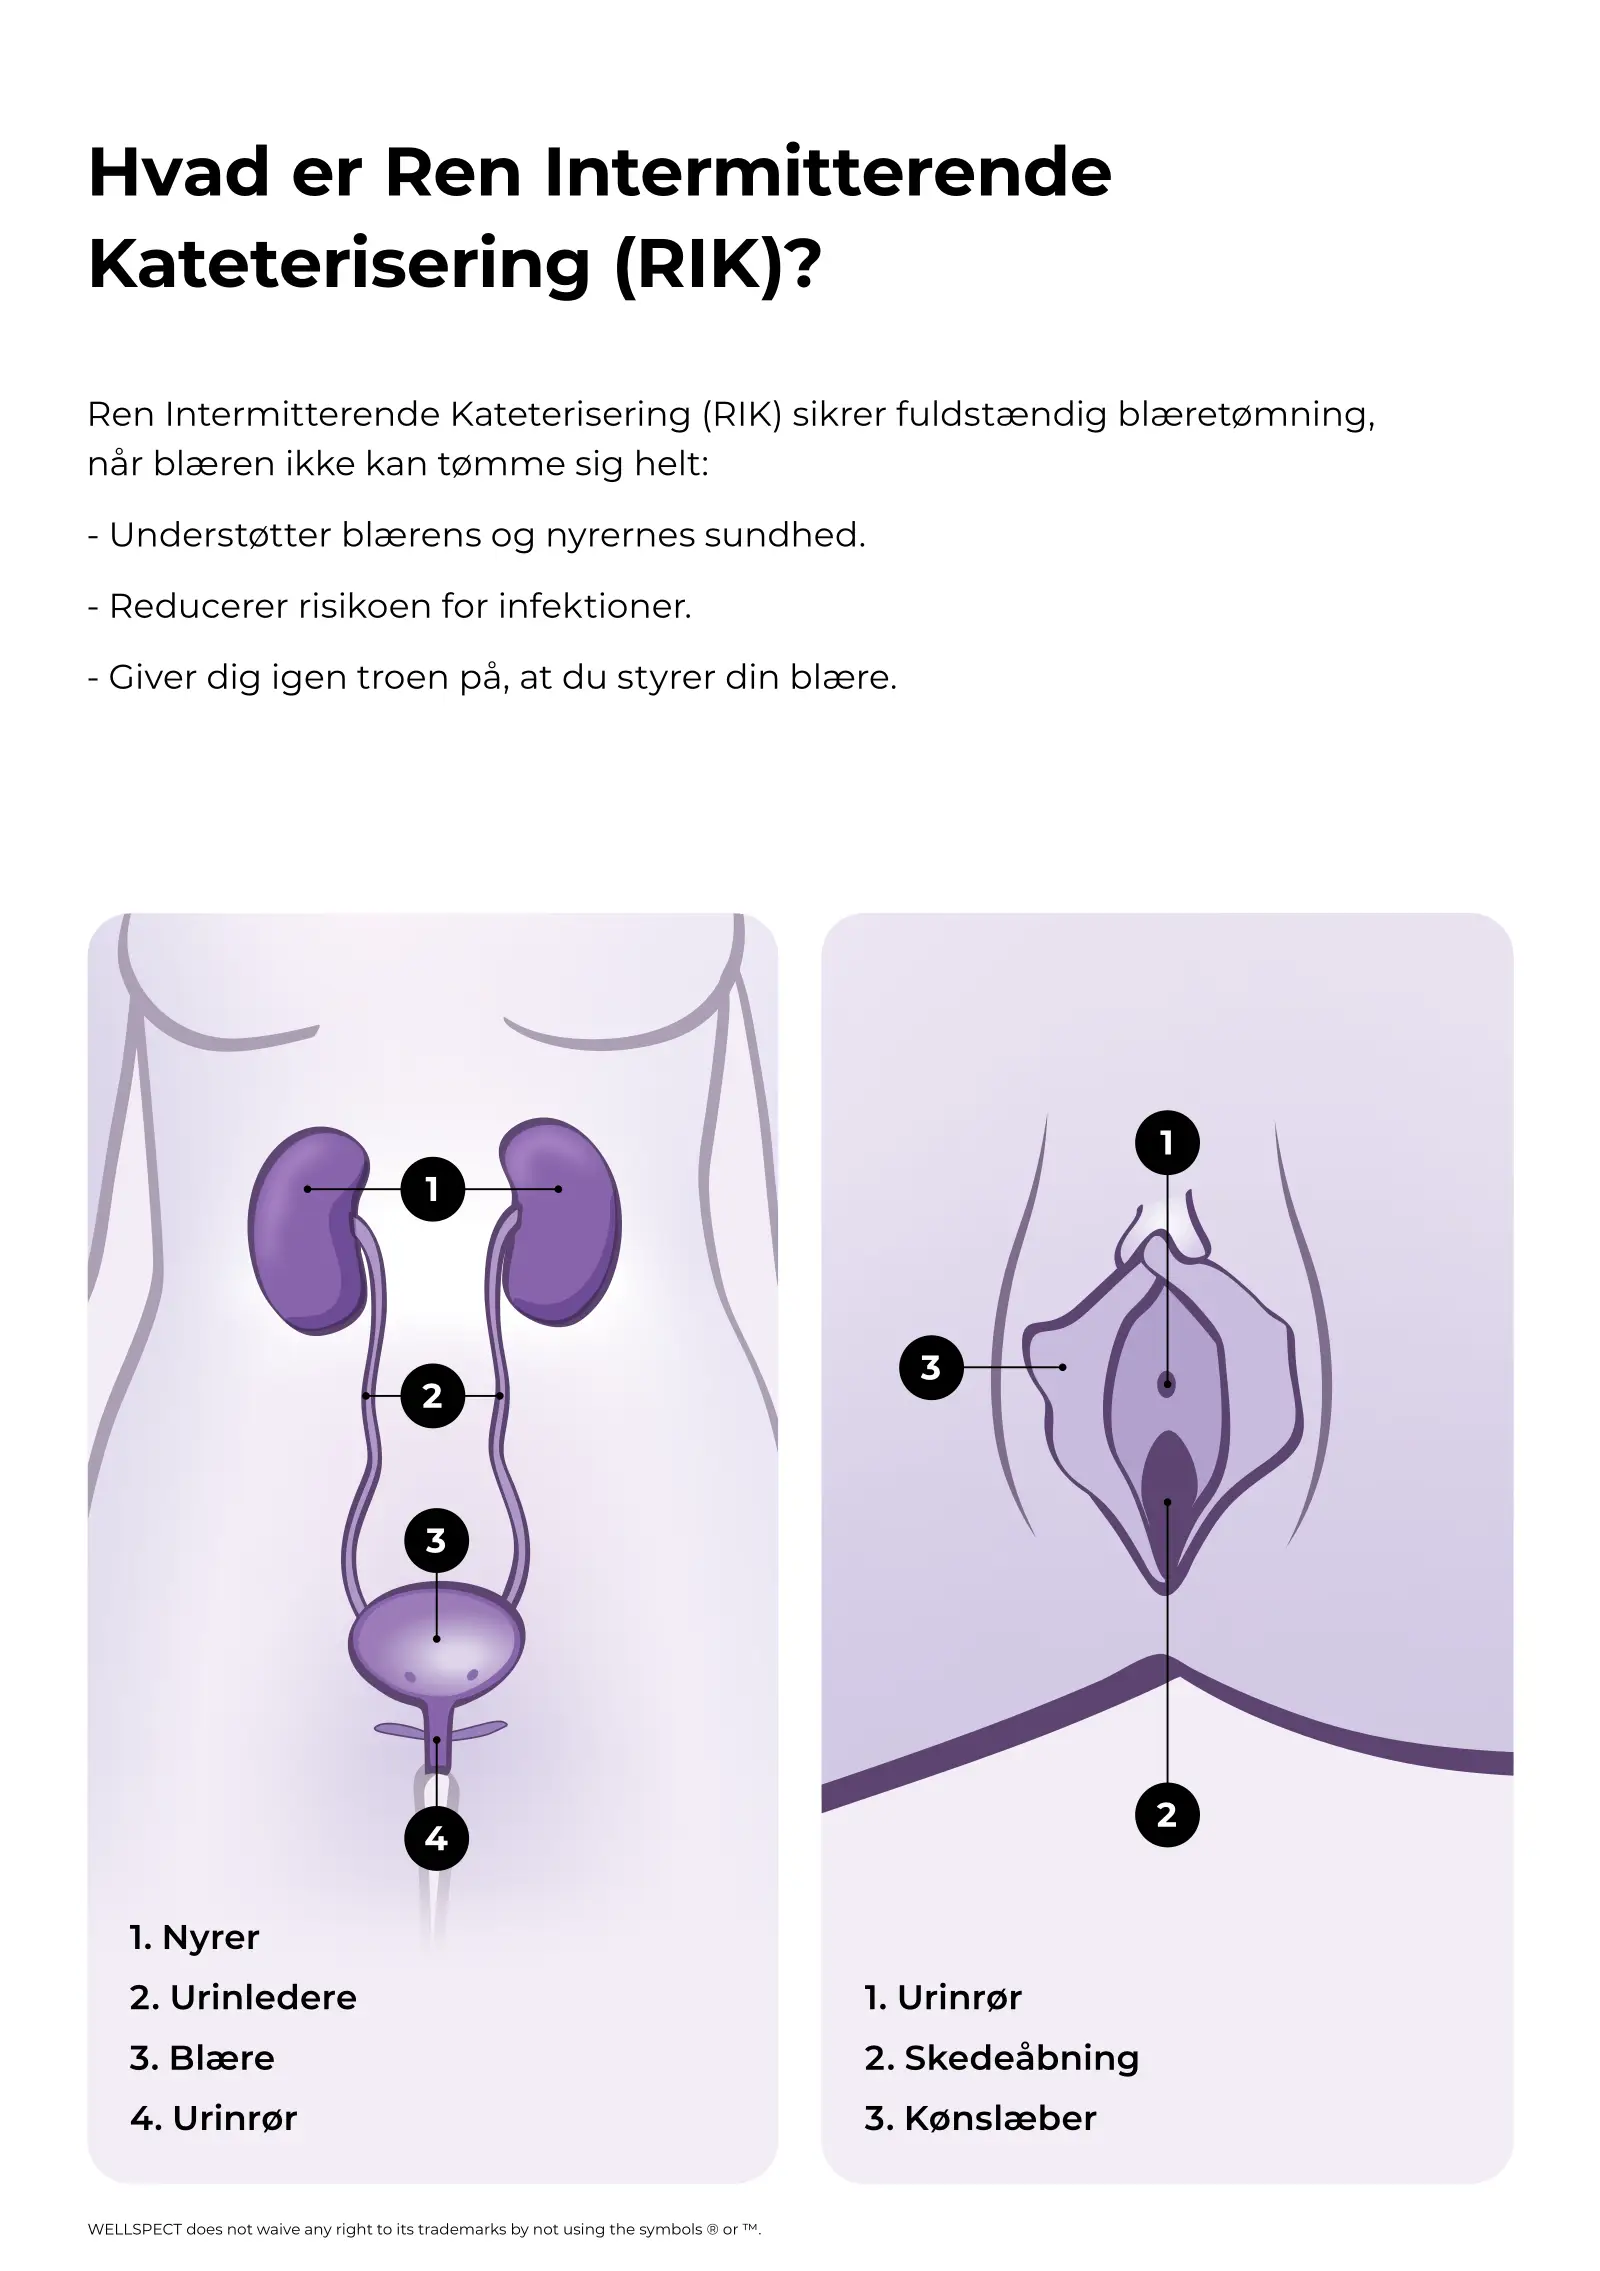 Hvad er Ren Intermitterende
Kateterisering (RIK)?
Ren Intermitterende Kateterisering (RIK) sikrer fuldstændig blæretømning,
når blæren ikke kan tømme sig helt:
- Understøtter blærens og nyrernes sundhed.
- Reducerer risikoen for infektioner.
- Giver dig igen troen på, at du styrer din blære.
1
2
3
4
1. Nyrer
2. Urinledere
3. Blære
4. Urinrør
1
3
2
1. Urinrør
2. Skedeåbning
3. Kønslæber
WELLSPECT does not waive any right to its trademarks by not using the symbols ® or ™.